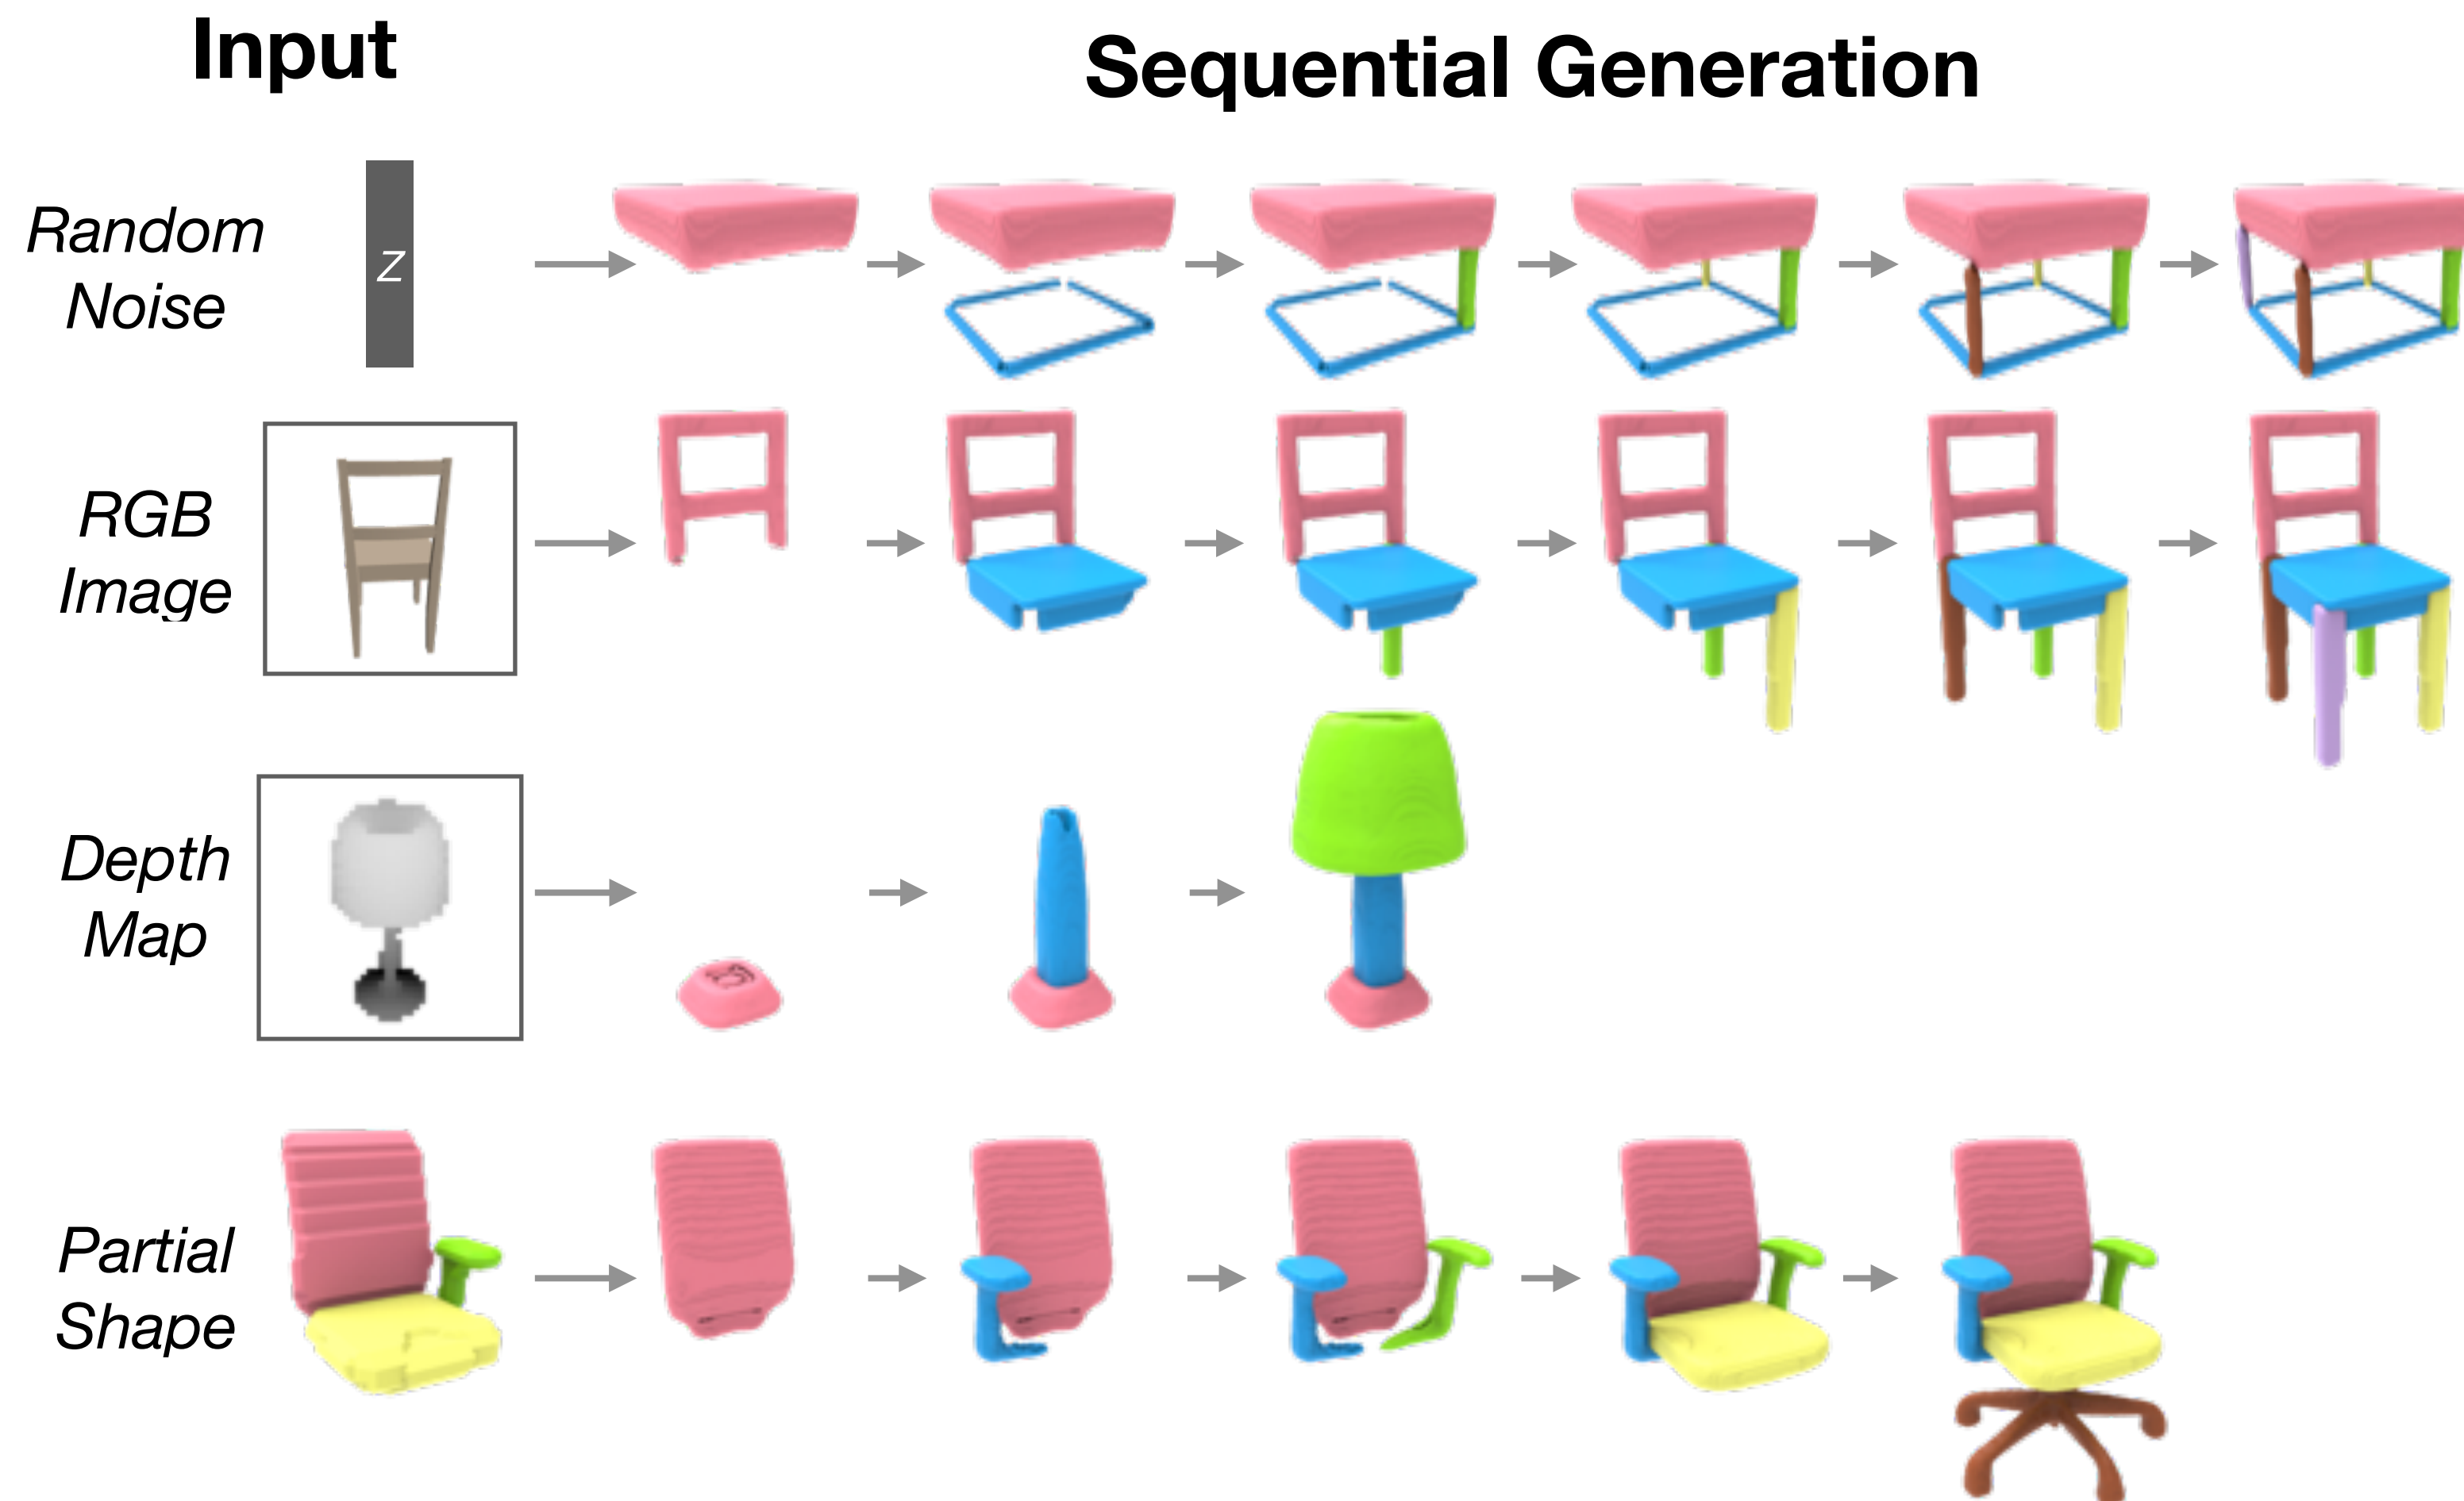 Input
Sequential Generation
Random
Noise
z
RGB
Image
Depth
Map
Partial
Shape